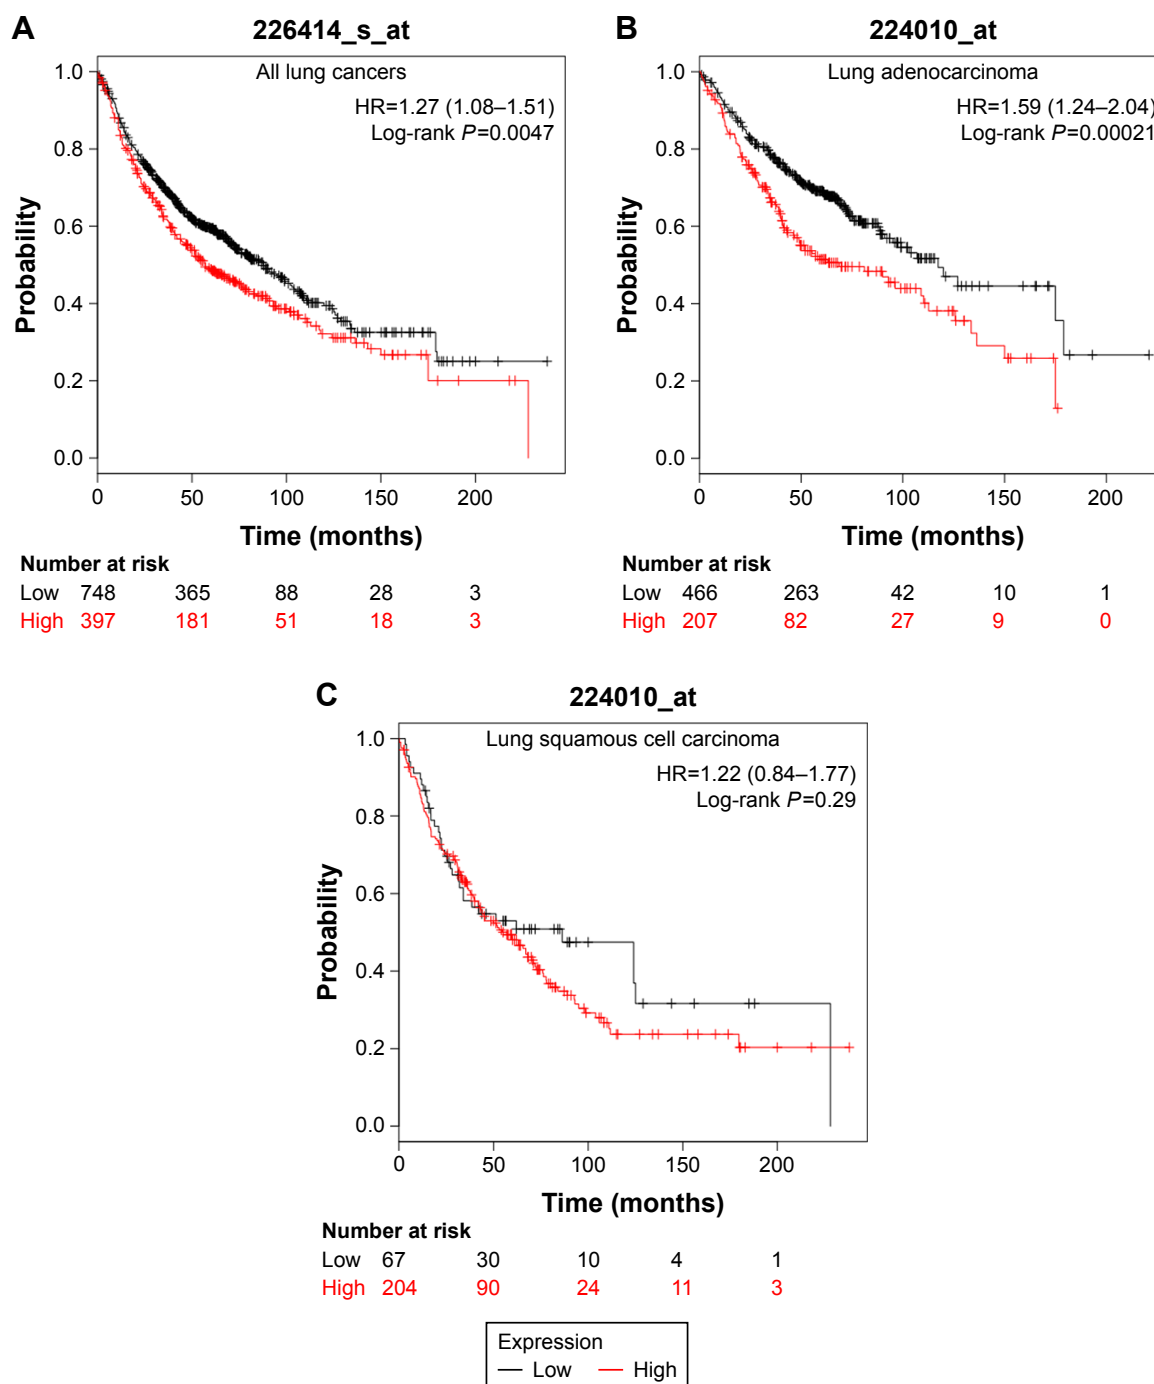 A
226414_s_at
All lung cancers
HR=1.27 (1.08–1.51)
Log-rank P=0.0047
Probability
1.0
0.8
0.6
0.4
0.2
0.0
0 50 100 150 200
Time (months)
Number at risk
Low 748 365 88 28 3
High 397 181 51 18 3
B
224010_at
Lung adenocarcinoma
HR=1.59 (1.24–2.04)
Log-rank P=0.00021
Probability
1.0
0.8
0.6
0.4
0.2
0.0
0 50 100 150 200
Time (months)
Number at risk
Low 466 263 42 10 1
High 207 82 27 9 0
C
224010_at
Lung squamous cell carcinoma
HR=1.22 (0.84–1.77)
Log-rank P=0.29
Probability
1.0
0.8
0.6
0.4
0.2
0.0
0 50 100 150 200
Time (months)
Number at risk
Low 67 30 10 4 1
High 204 90 24 11 3
Expression
Low High